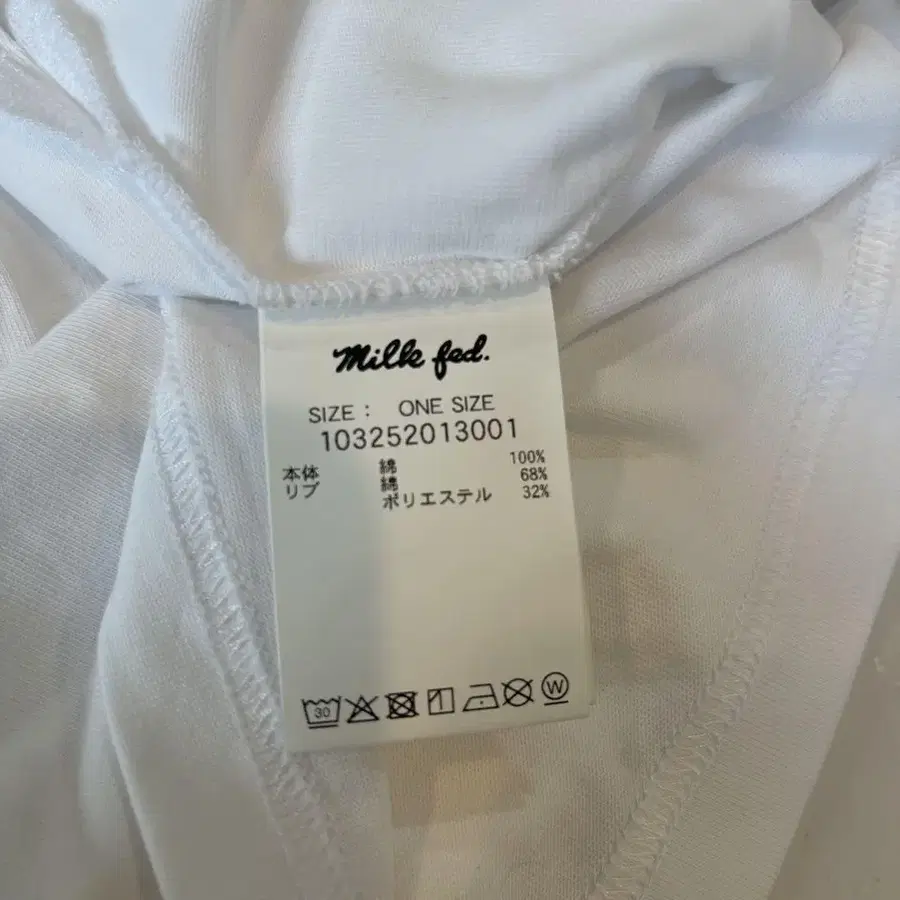 Milk fed.
SIZE : ONE SIZE
103252013001
本体 綿 100%
リブ 綿 68%
ポリエステル 32%
30
W